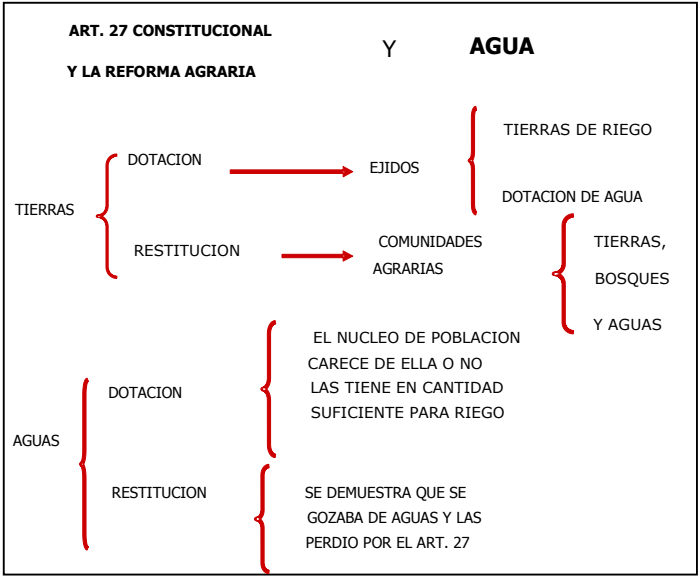 ART. 27 CONSTITUCIONAL
Y LA REFORMA AGRARIA
Y
AGUA
TIERRAS
DOTACION
EJIDOS
TIERRAS DE RIEGO
DOTACION DE AGUA
RESTITUCION
COMUNIDADES
AGRARIAS
TIERRAS,
BOSQUES
Y AGUAS
AGUAS
DOTACION
EL NUCLEO DE POBLACION
CARECE DE ELLA O NO
LAS TIENE EN CANTIDAD
SUFICIENTE PARA RIEGO
RESTITUCION
SE DEMUESTRA QUE SE
GOZABA DE AGUAS Y LAS
PERDIO POR EL ART. 27